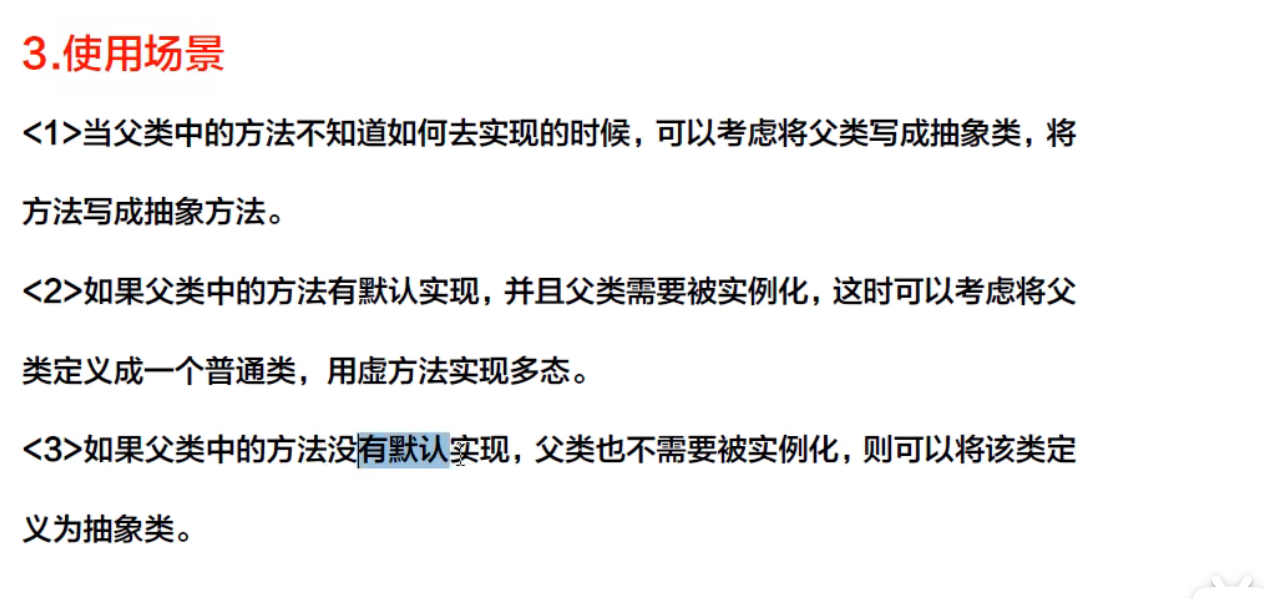 3.使用场景
<1>当父类中的方法不知道如何去实现的时候，可以考虑将父类写成抽象类，将
方法写成抽象方法。
<2>如果父类中的方法有默认实现，并且父类需要被实例化，这时可以考虑将父
类定义成一个普通类，用虚方法实现多态。
<3>如果父类中的方法没有默认实现，父类也不需要被实例化，则可以将该类定
义为抽象类。